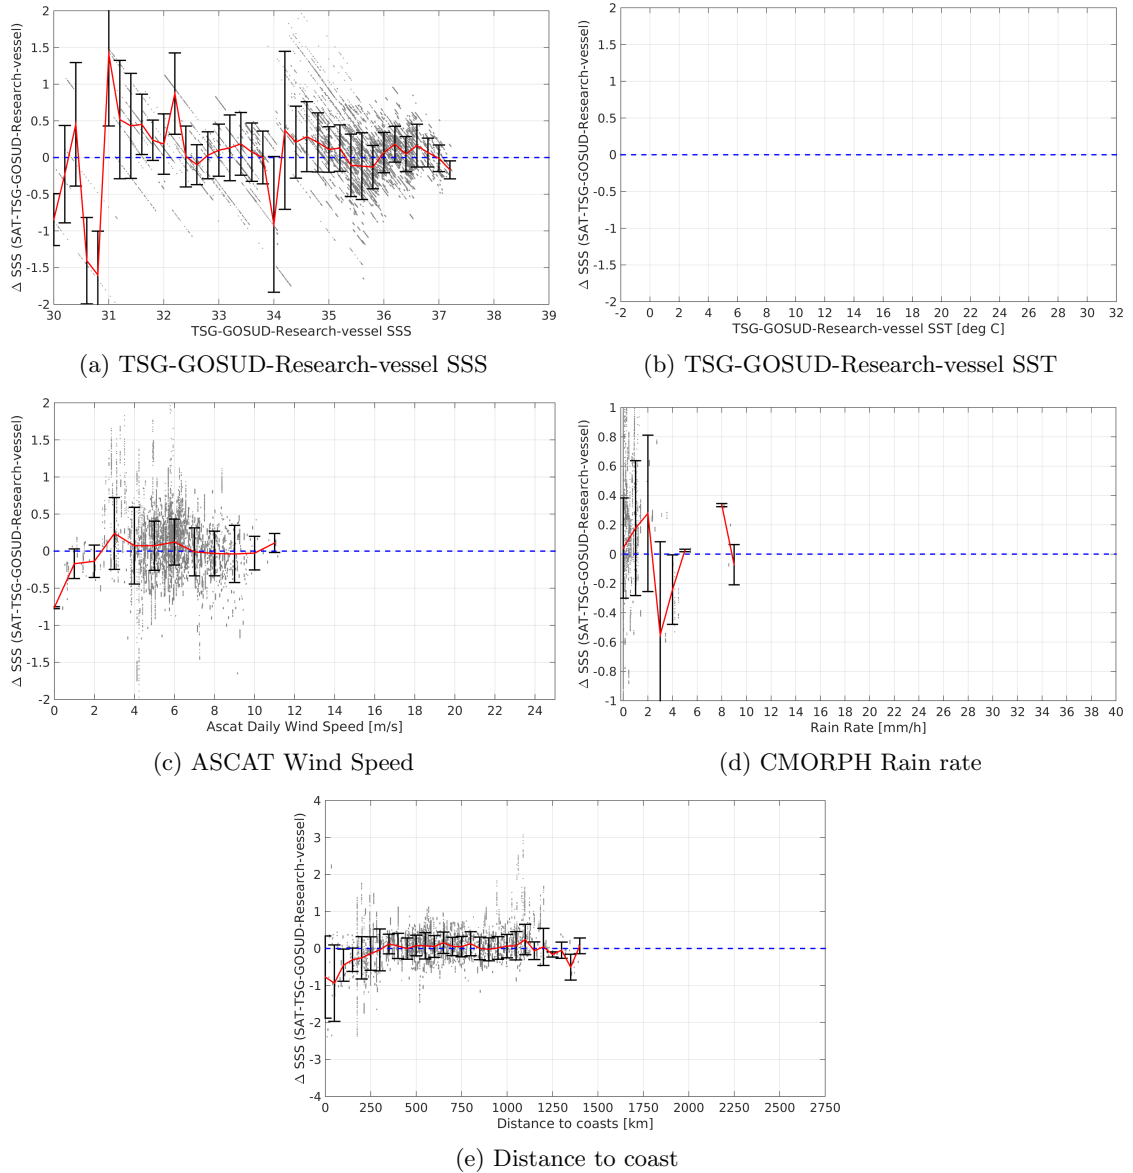 Δ SSS (SAT-TSG-GOSUD-Research-vessel)
2
1.5
1
0.5
0
-0.5
-1
-1.5
-2
30 31 32 33 34 35 36 37 38 39
TSG-GOSUD-Research-vessel SSS
(a) TSG-GOSUD-Research-vessel SSS
Δ SSS (SAT-TSG-GOSUD-Research-vessel)
2
1.5
1
0.5
0
-0.5
-1
-1.5
-2
-2 0 2 4 6 8 10 12 14 16 18 20 22 24 26 28 30 32
TSG-GOSUD-Research-vessel SST [deg C]
(b) TSG-GOSUD-Research-vessel SST
Δ SSS (SAT-TSG-GOSUD-Research-vessel)
2
1.5
1
0.5
0
-0.5
-1
-1.5
-2
0 2 4 6 8 10 12 14 16 18 20 22 24
Ascat Daily Wind Speed [m/s]
(c) ASCAT Wind Speed
Δ SSS (SAT-TSG-GOSUD-Research-vessel)
1
0.8
0.6
0.4
0.2
0
-0.2
-0.4
-0.6
-0.8
-1
0 2 4 6 8 10 12 14 16 18 20 22 24 26 28 30 32 34 36 38 40
Rain Rate [mm/h]
(d) CMORPH Rain rate
Δ SSS (SAT-TSG-GOSUD-Research-vessel)
4
3
2
1
0
-1
-2
-3
-4
0 250 500 750 1000 1250 1500 1750 2000 2250 2500 2750
Distance to coasts [km]
(e) Distance to coast